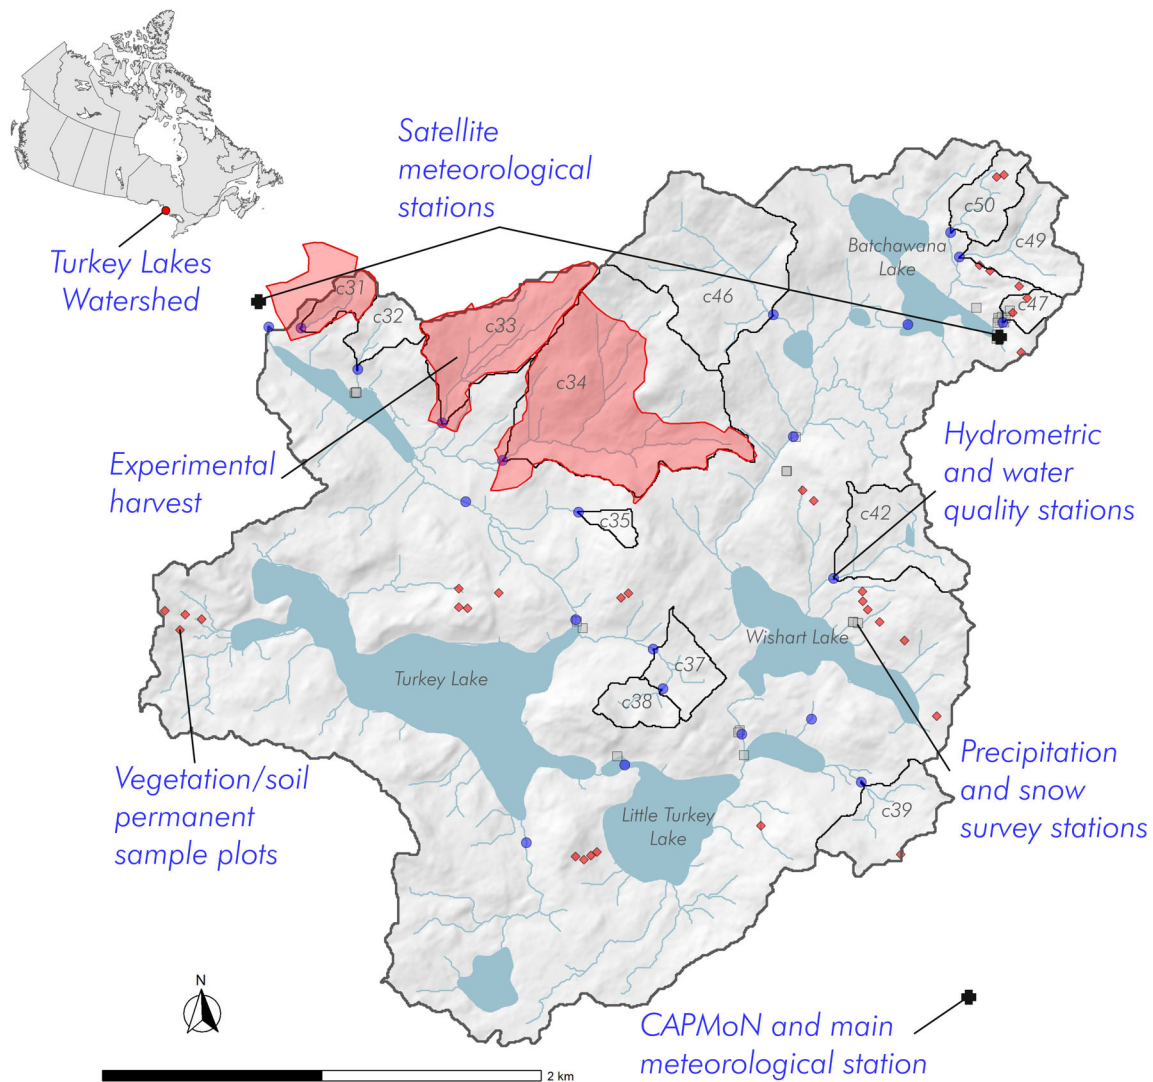 Satellite
meteorological
stations
Turkey Lakes
Watershed
c50
c49
Batchawana
Lake
c31
c46
c47
c32
c33
c34
Hydrometric
and water
quality stations
Experimental
harvest
c42
c35
Wishart Lake
c37
Turkey Lake
c38
Vegetation/soil
permanent
sample plots
Precipitation
and snow
survey stations
c39
Little Turkey
Lake
N
CAPMoN and main
meteorological station
2 km